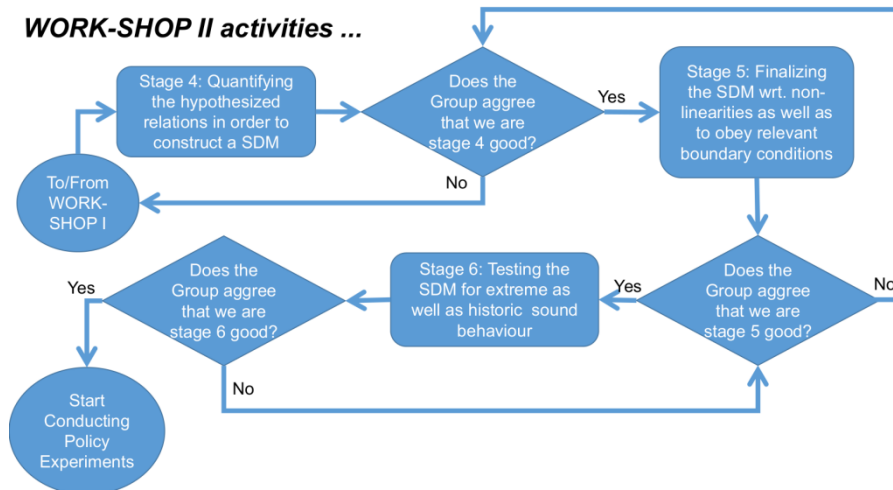 WORK-SHOP II activities ...
Stage 4: Quantifying
the hypothesized
relations in order to
construct a SDM
Does the
Group aggree
that we are
stage 4 good?
Yes
Stage 5: Finalizing
the SDM wrt. non-
linearities as well as
to obey relevant
boundary conditions
No
To/From
WORK-
SHOP I
Yes
Does the
Group aggree
that we are
stage 6 good?
Stage 6: Testing the
SDM for extreme as
well as historic sound
behaviour
Yes
Does the
Group aggree
that we are
stage 5 good?
No
No
Start
Conducting
Policy
Experiments